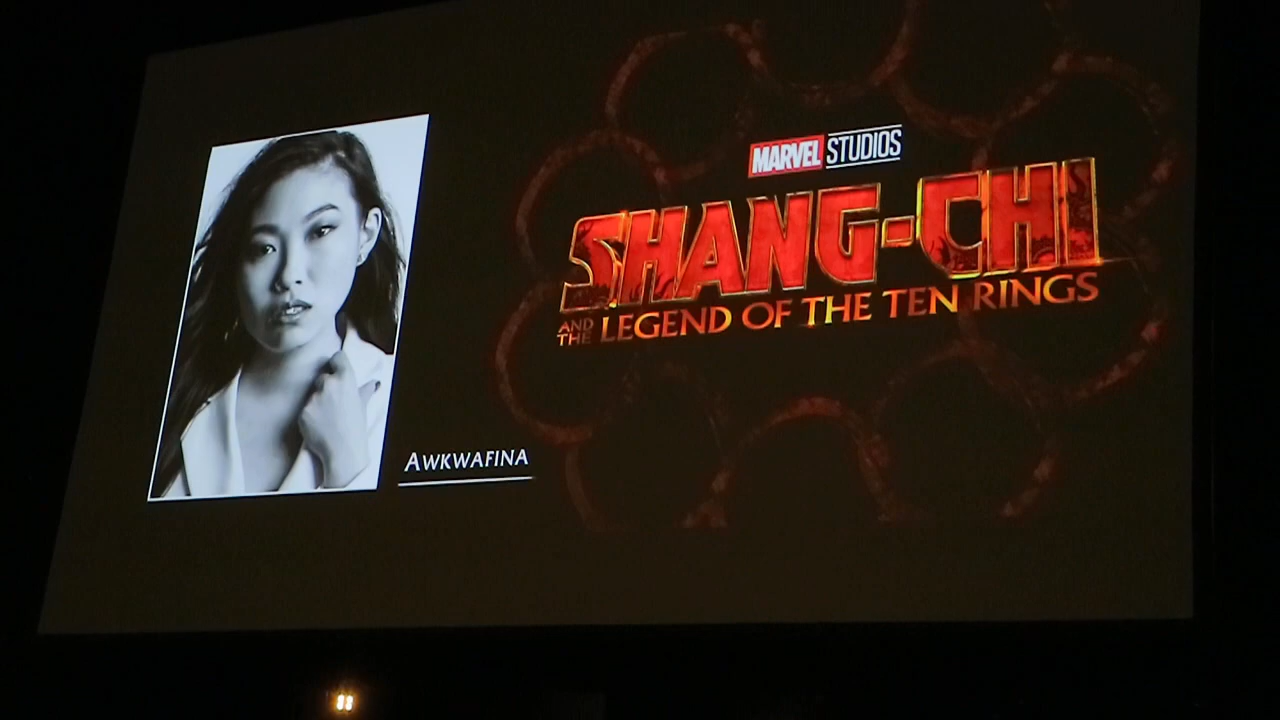 MARVEL STUDIOS
SHANG-CHI
AND THE LEGEND OF THE TEN RINGS
AWKWAFINA